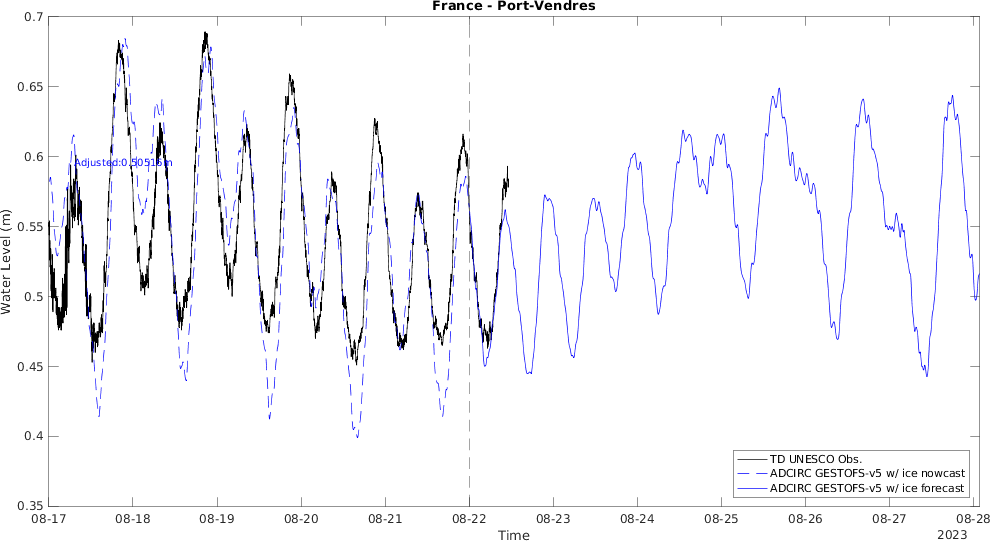 France - Port-Vendres
0.7
0.65
0.6
0.55
0.5
0.45
0.4
0.35
Water Level (m)
Adjusted:0.50515m
TD UNESCO Obs.
ADCIRC GESTOFS-v5 w/ ice nowcast
ADCIRC GESTOFS-v5 w/ ice forecast
08-17 08-18 08-19 08-20 08-21 08-22 08-23 08-24 08-25 08-26 08-27 08-28
Time
2023